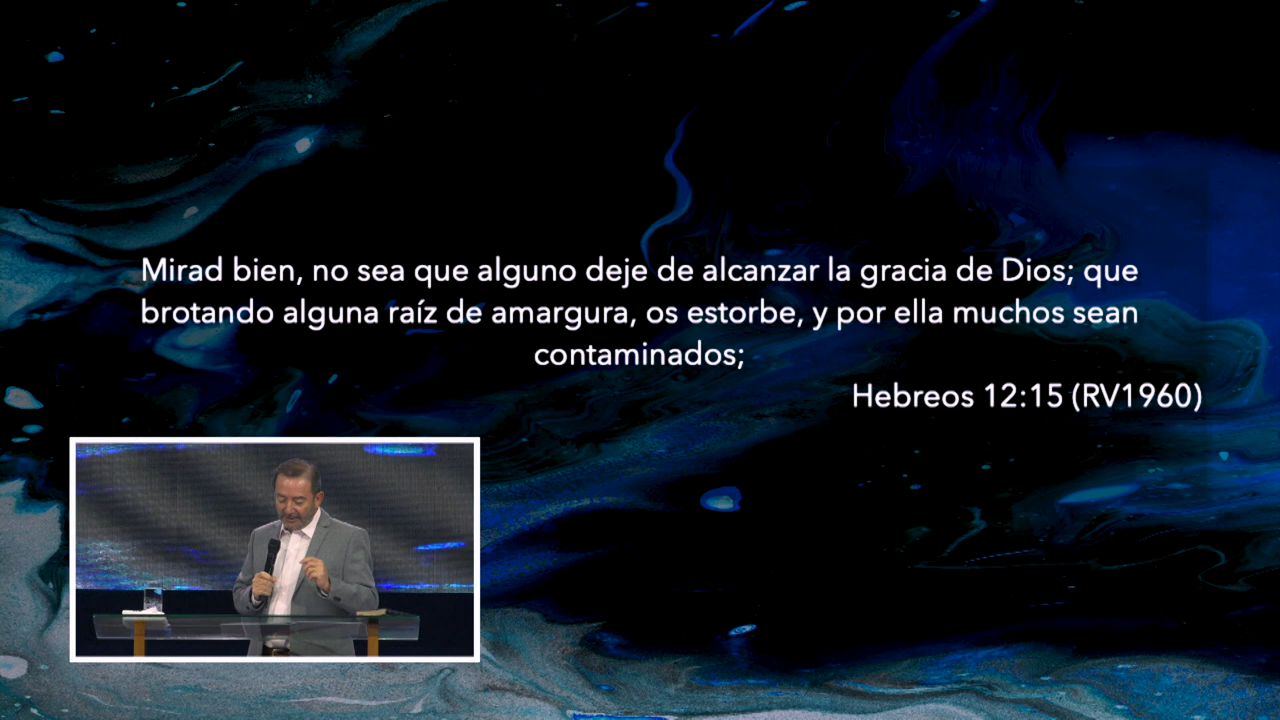 Mirad bien, no sea que alguno deje de alcanzar la gracia de Dios; que
brotando alguna raíz de amargura, os estorbe, y por ella muchos sean
contaminados;
Hebreos 12:15 (RV1960)